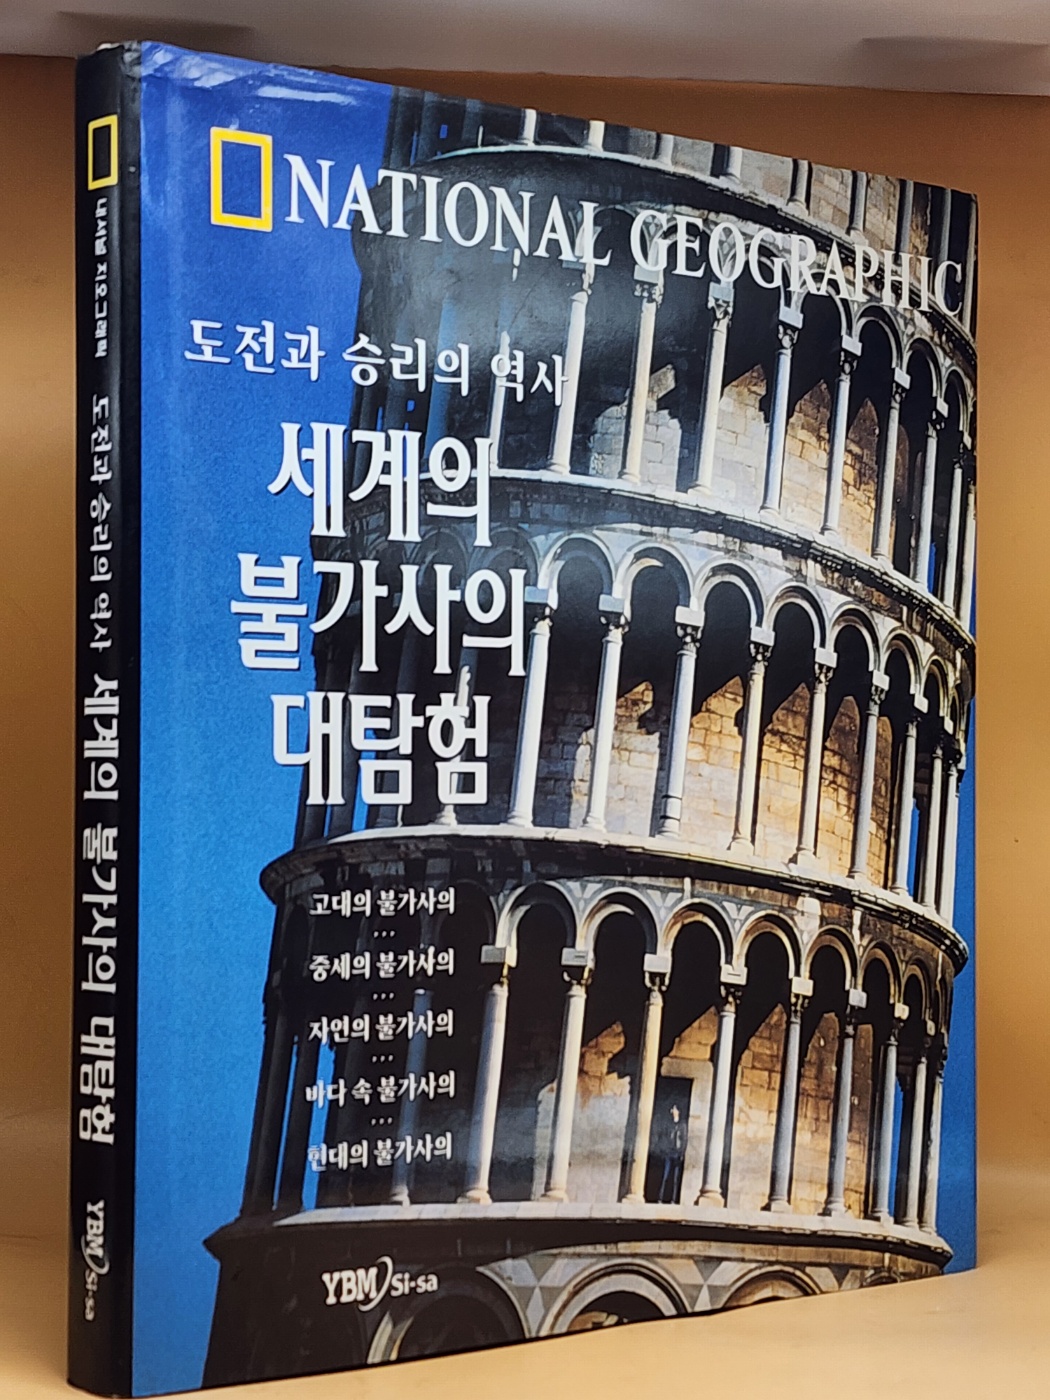 NATIONAL GEOGRAPHIC
도전과 승리의 역사
세계의
불가사의
대탐험
고대의 불가사의
중세의 불가사의
자연의 불가사의
바다 속 불가사의
현대의 불가사의
YBM Si-sa
내셔널 지오그래픽 도전과 승리의 역사 세계의 불가사의 대탐험 YBM Si-sa